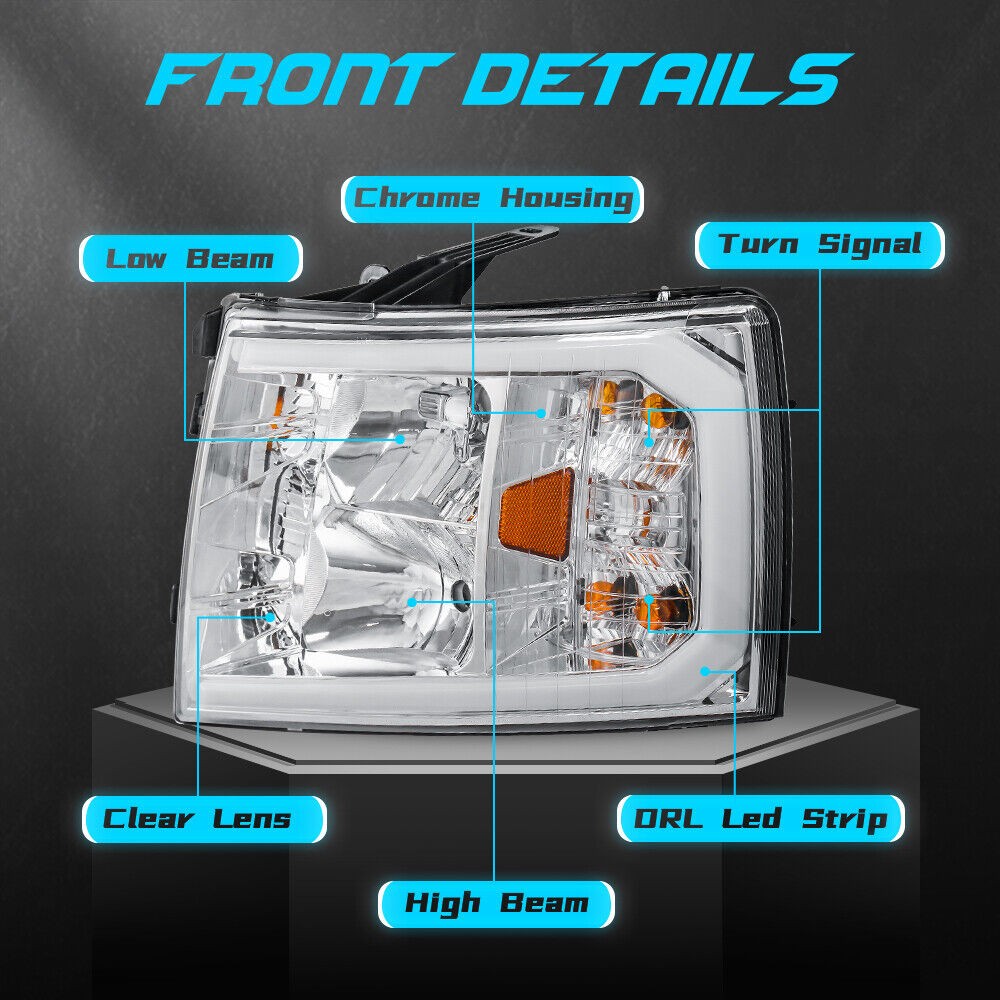 FRONT DETAILS
Chrome Housing
Turn Signal
Low Beam
Clear Lens
DRL Led Strip
High Beam